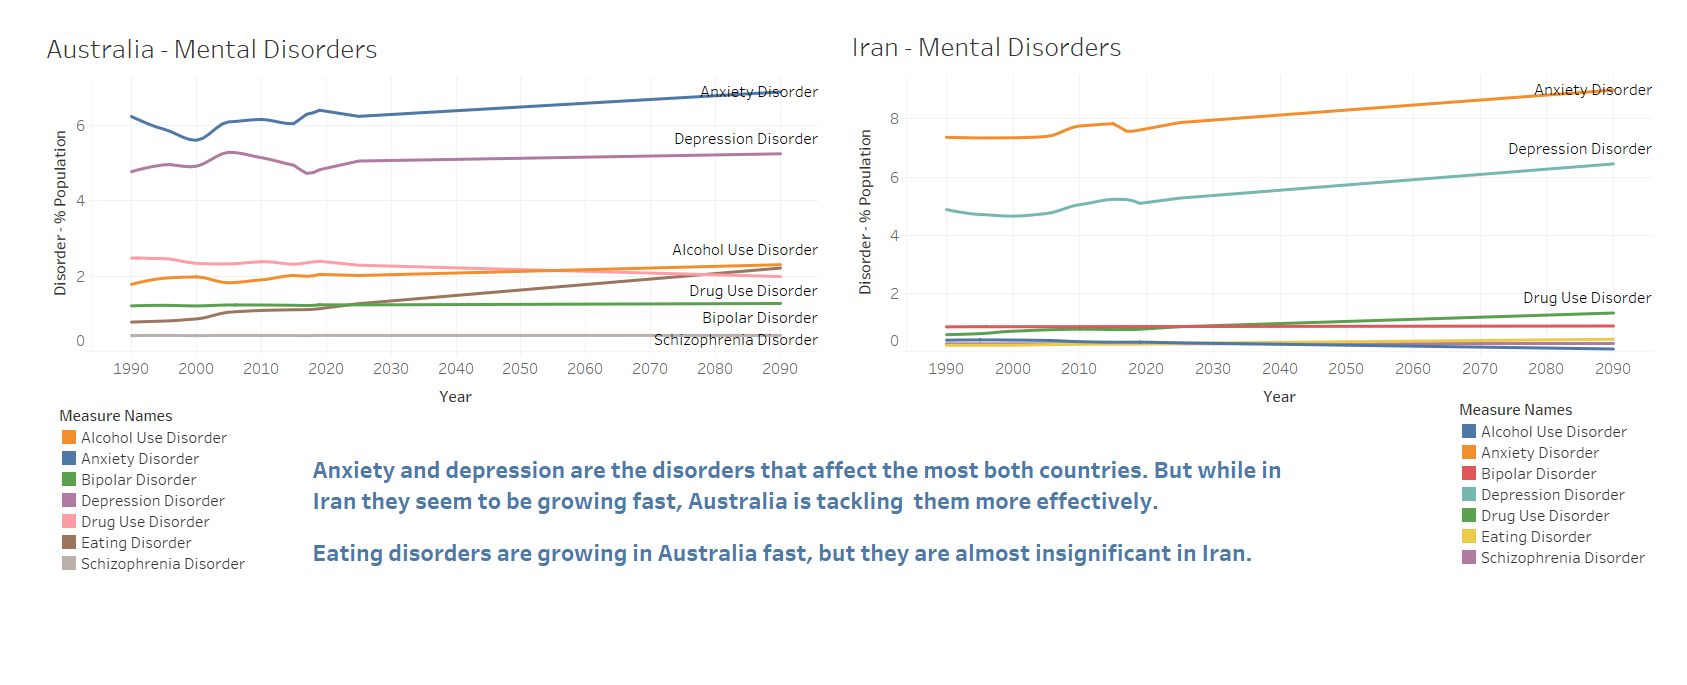 Australia - Mental Disorders
Disorder - % Population
6
4
2
0
Anxiety Disorder
Depression Disorder
Alcohol Use Disorder
Drug Use Disorder
Bipolar Disorder
Schizophrenia Disorder
1990 2000 2010 2020 2030 2040 2050 2060 2070 2080 2090
Year
Measure Names
Alcohol Use Disorder
Anxiety Disorder
Bipolar Disorder
Depression Disorder
Drug Use Disorder
Eating Disorder
Schizophrenia Disorder
Iran - Mental Disorders
Disorder - % Population
8
6
4
2
0
Anxiety Disorder
Depression Disorder
Drug Use Disorder
1990 2000 2010 2020 2030 2040 2050 2060 2070 2080 2090
Year
Measure Names
Alcohol Use Disorder
Anxiety Disorder
Bipolar Disorder
Depression Disorder
Drug Use Disorder
Eating Disorder
Schizophrenia Disorder
Anxiety and depression are the disorders that affect the most both countries. But while in
Iran they seem to be growing fast, Australia is tackling  them more effectively.
Eating disorders are growing in Australia fast, but they are almost insignificant in Iran.